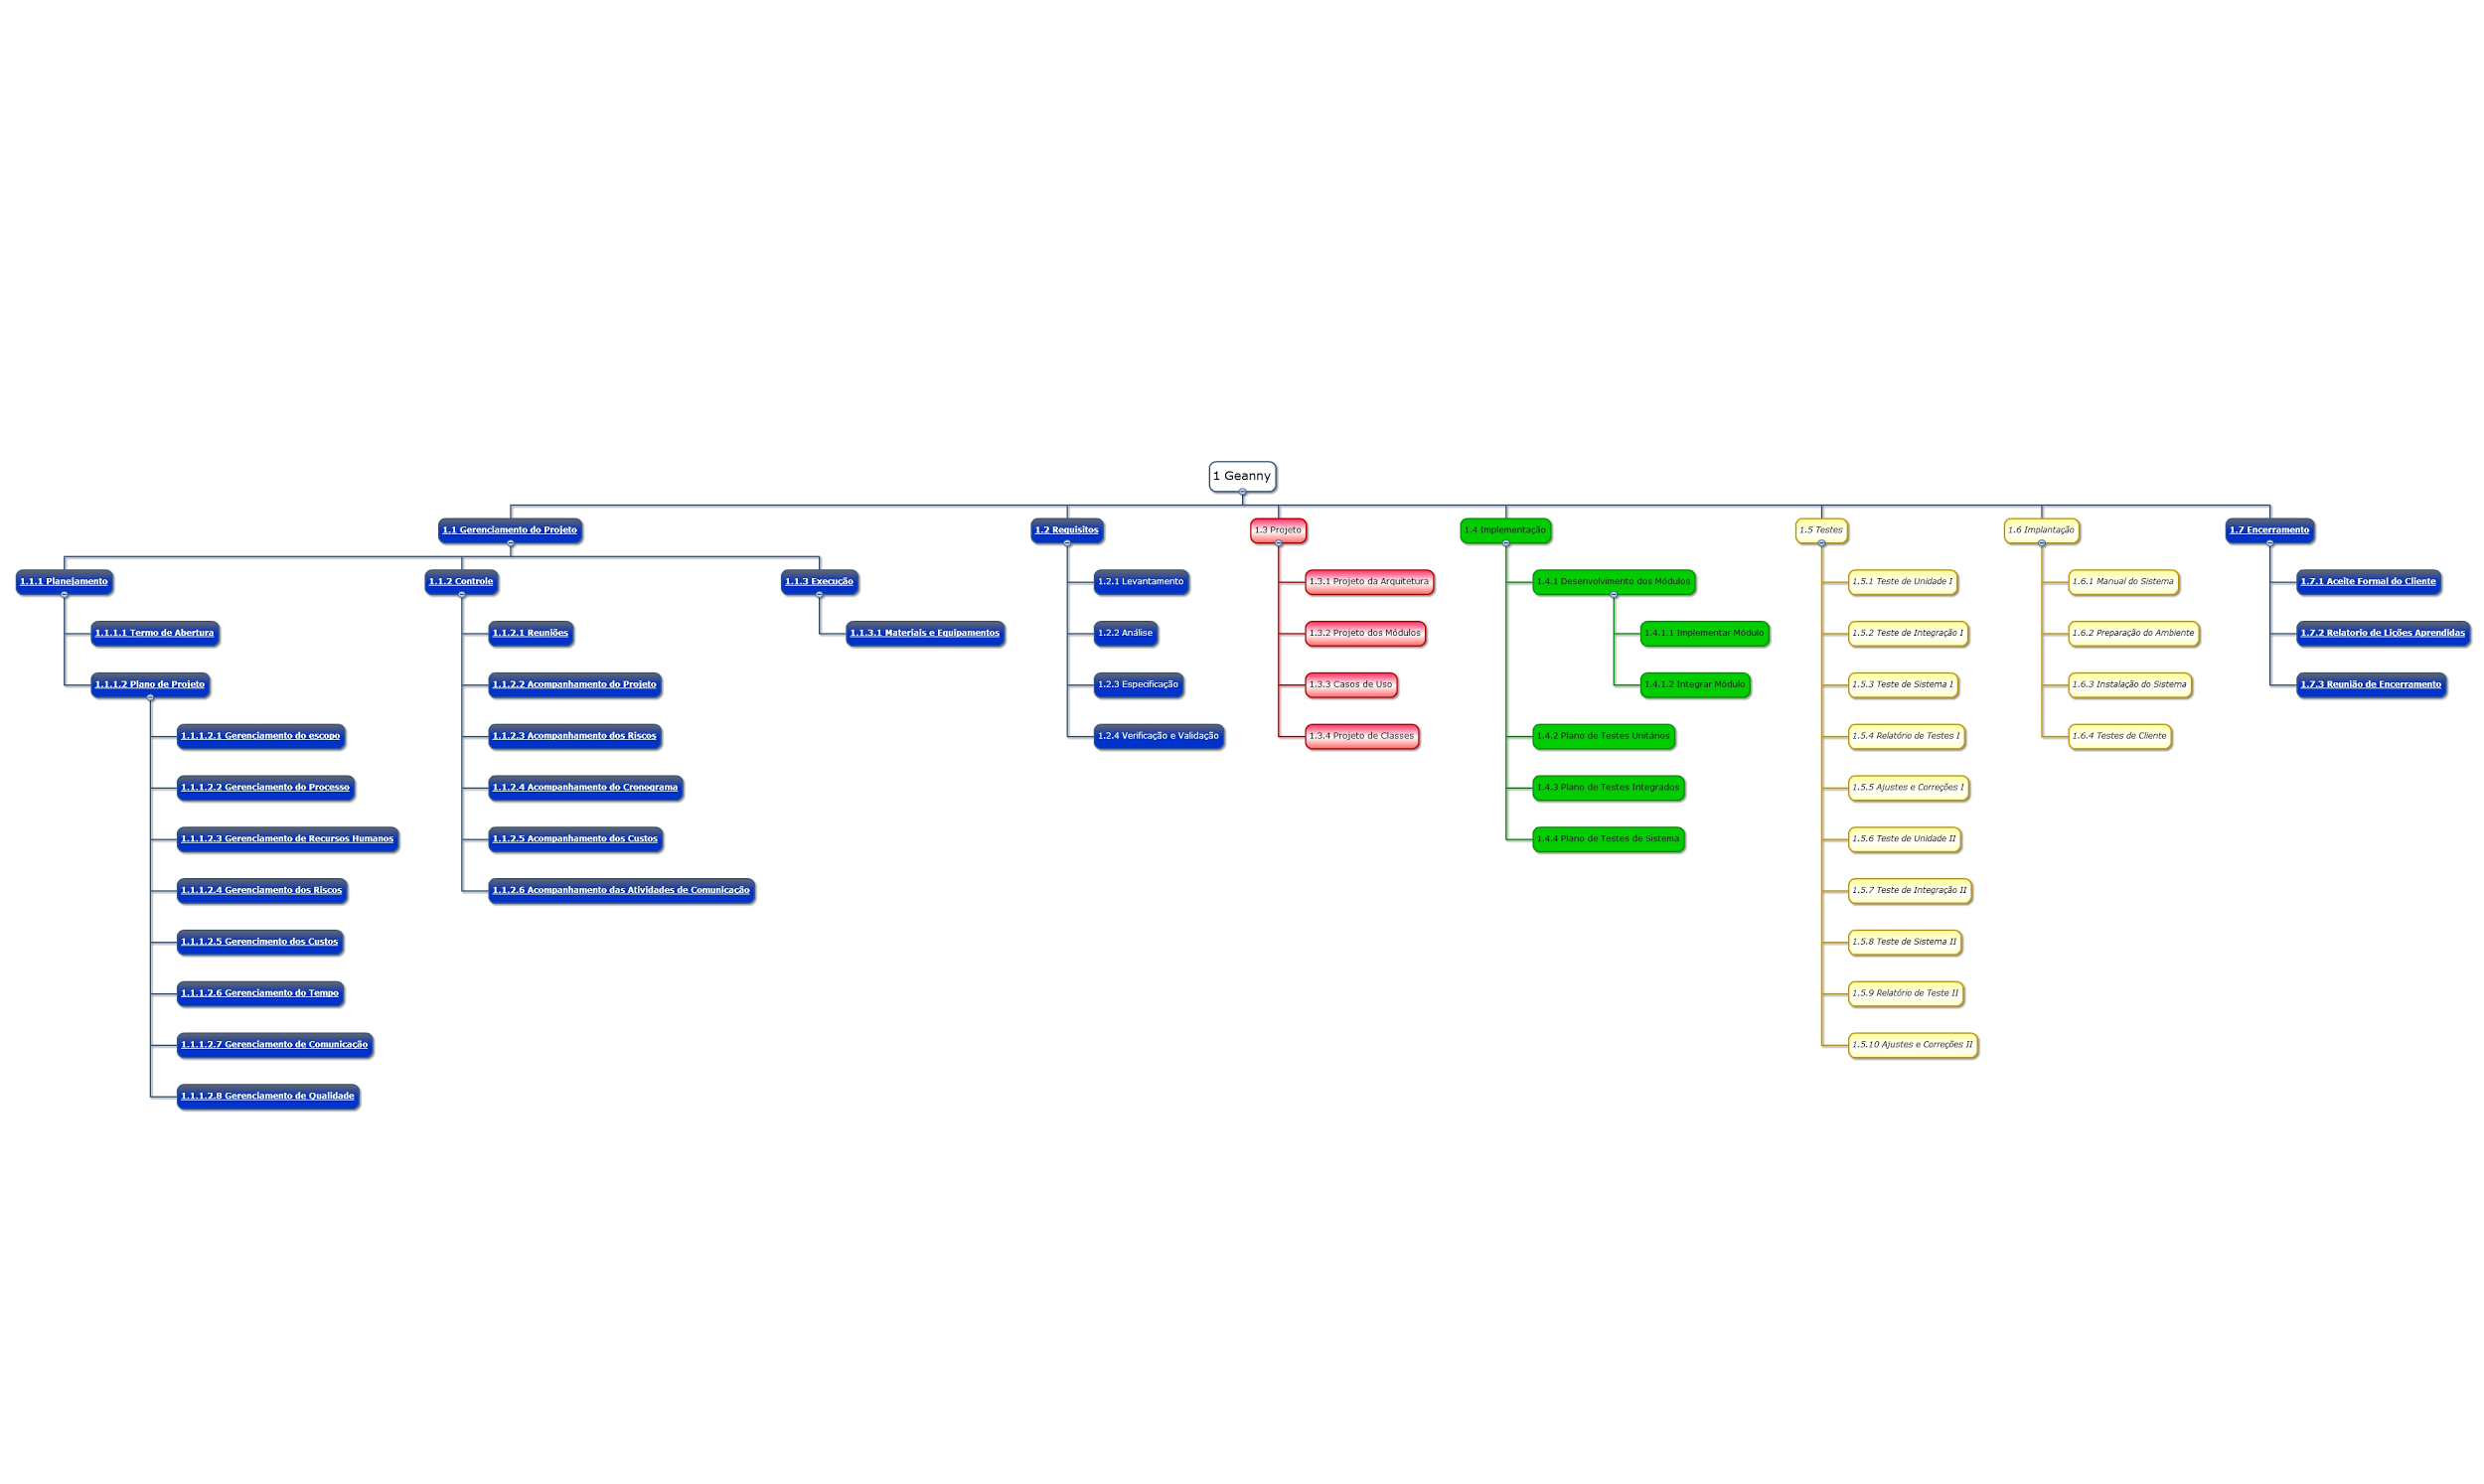 1 Geanny
1.1 Gerenciamento do Projeto
1.1.1 Planejamento
1.1.1.1 Termo de Abertura
1.1.1.2 Plano de Projeto
1.1.1.2.1 Gerenciamento do escopo
1.1.1.2.2 Gerenciamento do Processo
1.1.1.2.3 Gerenciamento de Recursos Humanos
1.1.1.2.4 Gerenciamento dos Riscos
1.1.1.2.5 Gerencimento dos Custos
1.1.1.2.6 Gerenciamento do Tempo
1.1.1.2.7 Gerenciamento de Comunicação
1.1.1.2.8 Gerenciamento de Qualidade
1.1.2 Controle
1.1.2.1 Reuniões
1.1.2.2 Acompanhamento do Projeto
1.1.2.3 Acompanhamento dos Riscos
1.1.2.4 Acompanhamento do Cronograma
1.1.2.5 Acompanhamento dos Custos
1.1.2.6 Acompanhamento das Atividades de Comunicação
1.1.3 Execução
1.1.3.1 Materiais e Equipamentos
1.2 Requisitos
1.2.1 Levantamento
1.2.2 Análise
1.2.3 Especificação
1.2.4 Verificação e Validação
1.3 Projeto
1.3.1 Projeto da Arquitetura
1.3.2 Projeto dos Módulos
1.3.3 Casos de Uso
1.3.4 Projeto de Classes
1.4 Implementação
1.4.1 Desenvolvimento dos Módulos
1.4.1.1 Implementar Módulo
1.4.1.2 Integrar Módulo
1.4.2 Plano de Testes Unitários
1.4.3 Plano de Testes Integrados
1.4.4 Plano de Testes de Sistema
1.5 Testes
1.5.1 Teste de Unidade I
1.5.2 Teste de Integração I
1.5.3 Teste de Sistema I
1.5.4 Relatório de Testes I
1.5.5 Ajustes e Correções I
1.5.6 Teste de Unidade II
1.5.7 Teste de Integração II
1.5.8 Teste de Sistema II
1.5.9 Relatório de Teste II
1.5.10 Ajustes e Correções II
1.6 Implantação
1.6.1 Manual do Sistema
1.6.2 Preparação do Ambiente
1.6.3 Instalação do Sistema
1.6.4 Testes de Cliente
1.7 Encerramento
1.7.1 Aceite Formal do Cliente
1.7.2 Relatorio de Lições Aprendidas
1.7.3 Reunião de Encerramento